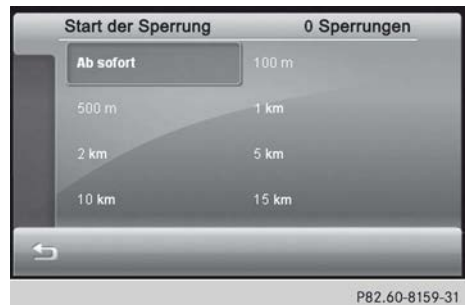 Start der Sperrung 0 Sperrungen
Ab sofort 100 m
500 m 1 km
2 km 5 km
10 km 15 km
P82.60-8159-31